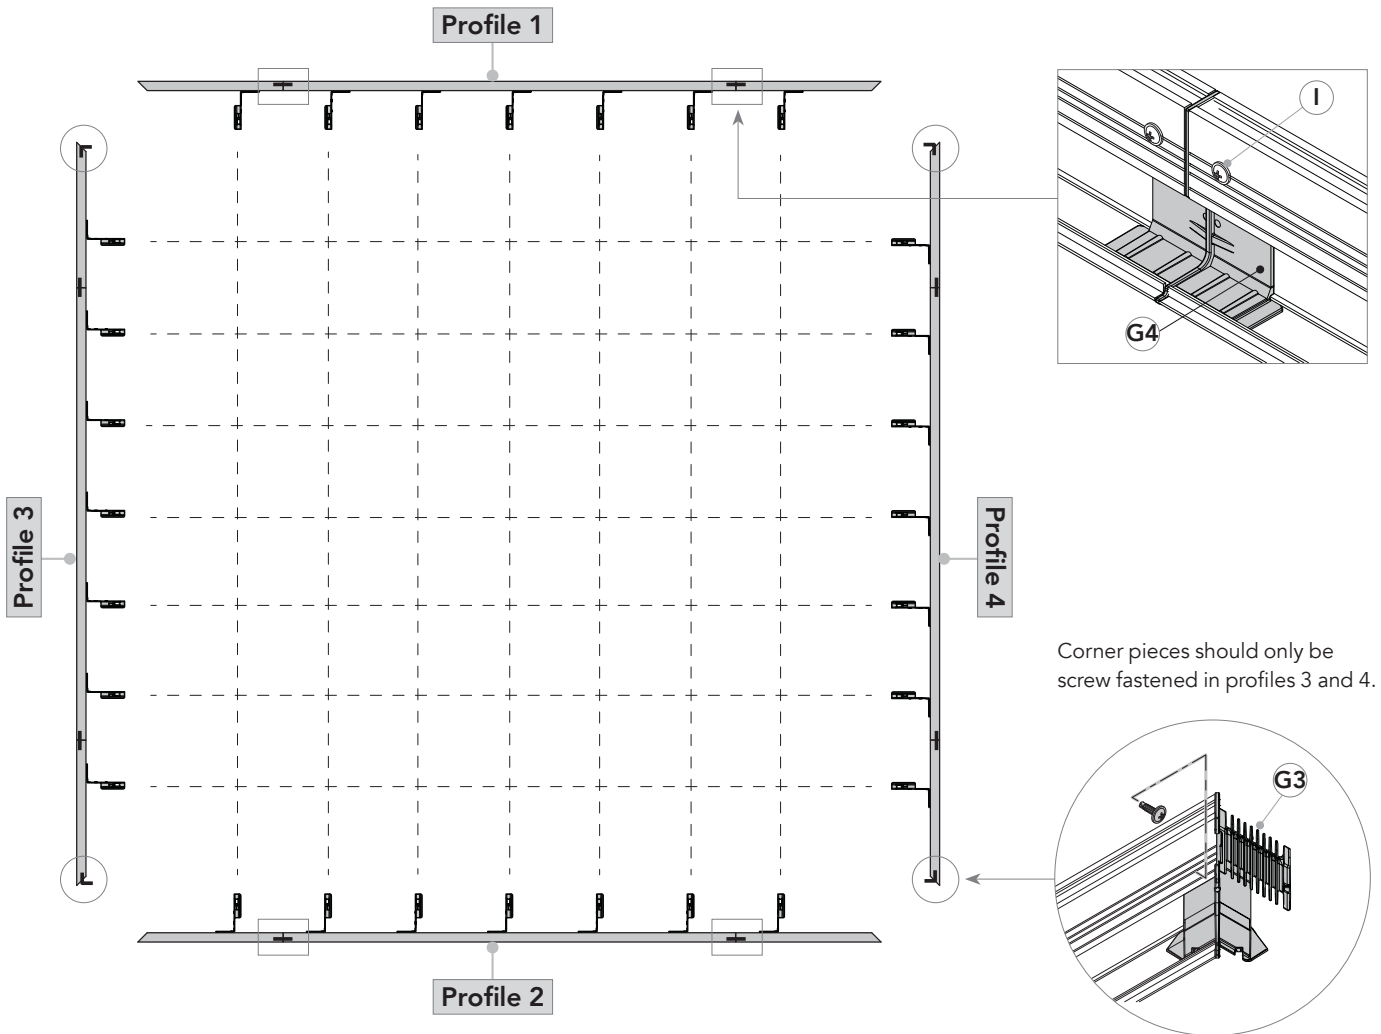 Profile 1
I
G4
Profile 3
Profile 4
Corner pieces should only be
screw fastened in profiles 3 and 4.
G3
Profile 2